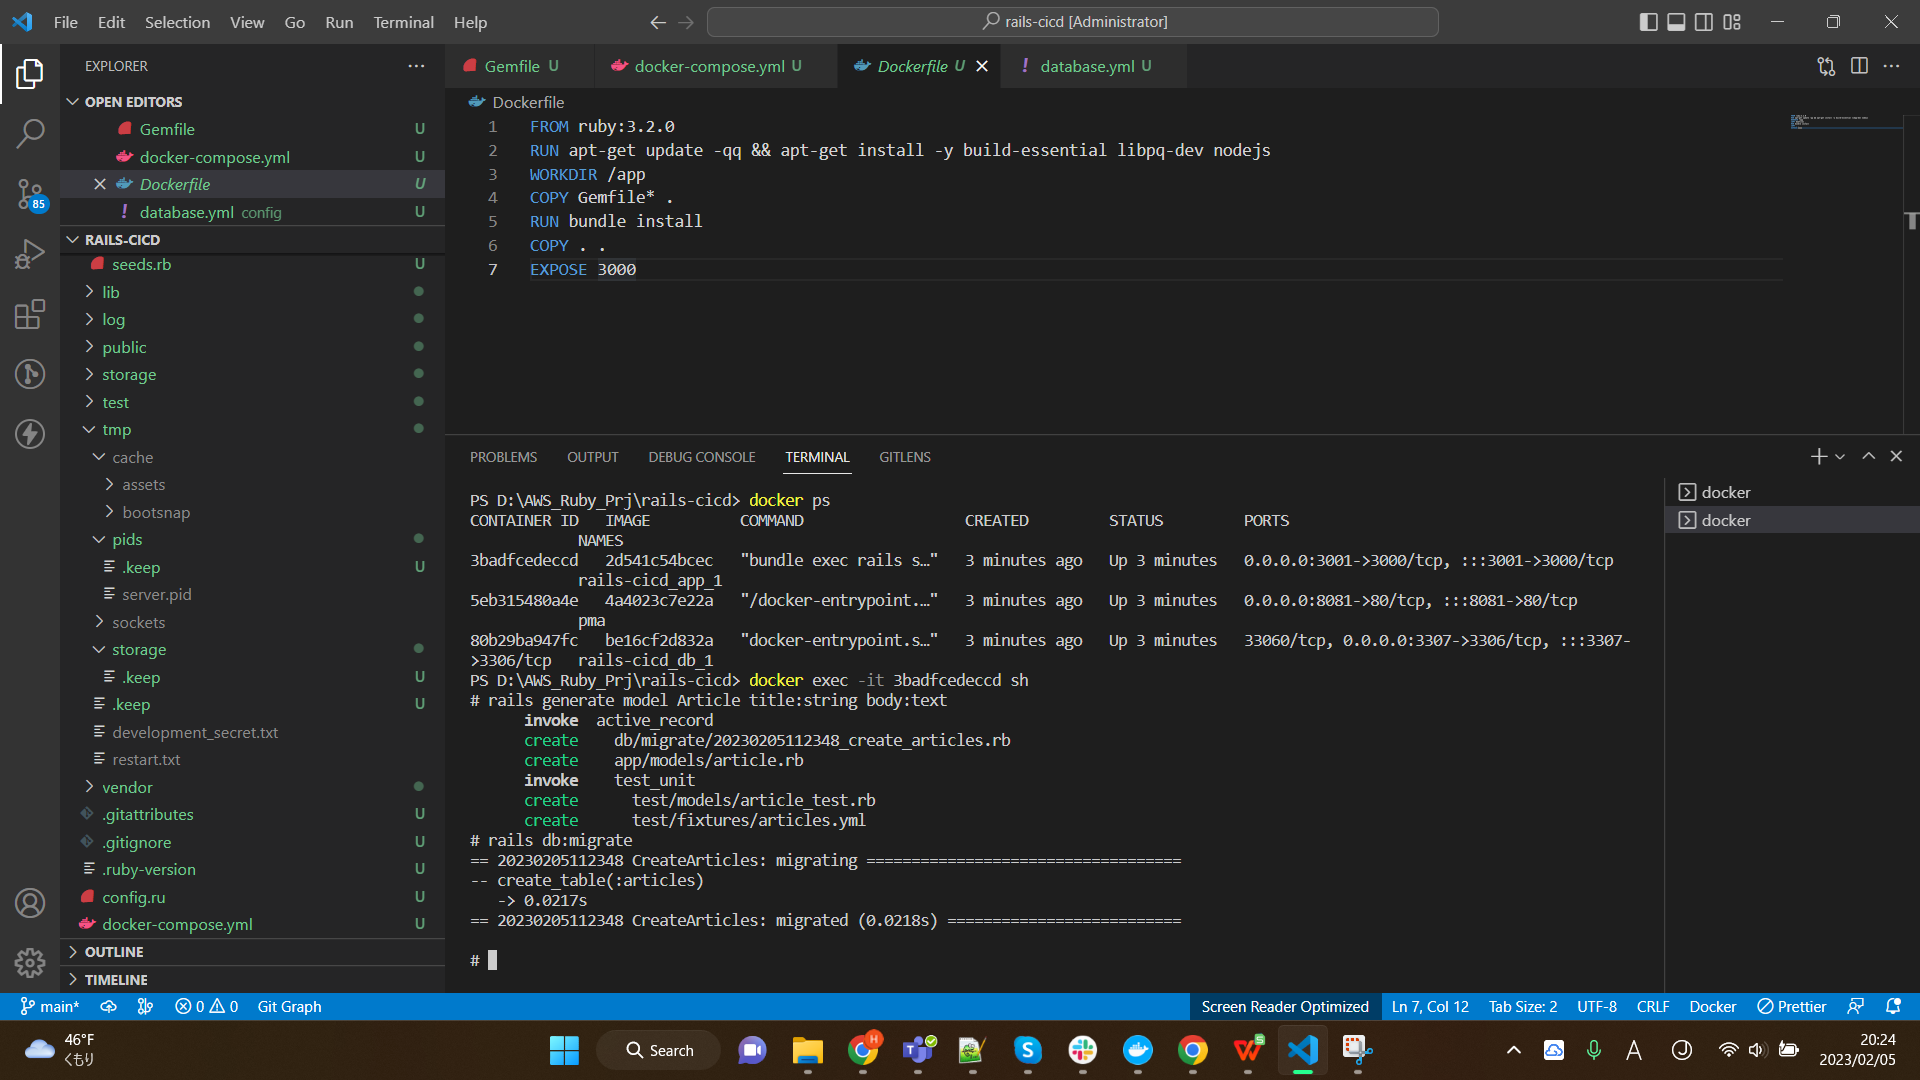 File Edit Selection View Go Run Terminal Help
rails-cicd [Administrator]
EXPLORER
OPEN EDITORS
Gemfile U
docker-compose.yml U
Dockerfile U
database.yml config U
RAILS-CICD
seeds.rb U
lib
log
public
storage
test
tmp
cache
assets
bootsnap
pids
.keep U
server.pid
sockets
storage
.keep U
.keep U
development_secret.txt
restart.txt
vendor
.gitattributes U
.gitignore U
.ruby-version U
config.ru U
docker-compose.yml U
OUTLINE
TIMELINE
85
Gemfile U docker-compose.yml U Dockerfile U database.yml U
Dockerfile
1 FROM ruby:3.2.0
2 RUN apt-get update -qq && apt-get install -y build-essential libpq-dev nodejs
3 WORKDIR /app
4 COPY Gemfile* .
5 RUN bundle install
6 COPY . .
7 EXPOSE 3000
PROBLEMS OUTPUT DEBUG CONSOLE TERMINAL GITLENS
PS D:\AWS_Ruby_Prj\rails-cicd> docker ps
CONTAINER ID IMAGE COMMAND CREATED STATUS PORTS
NAMES
3badfcedeccd 2d541c54bcec "bundle exec rails s…" 3 minutes ago Up 3 minutes 0.0.0.0:3001->3000/tcp, :::3001->3000/tcp
rails-cicd_app_1
5eb315480a4e 4a4023c7e22a "/docker-entrypoint.…" 3 minutes ago Up 3 minutes 0.0.0.0:8081->80/tcp, :::8081->80/tcp
pma
80b29ba947fc be16cf2d832a "docker-entrypoint.s…" 3 minutes ago Up 3 minutes 33060/tcp, 0.0.0.0:3307->3306/tcp, :::3307-
>3306/tcp rails-cicd_db_1
PS D:\AWS_Ruby_Prj\rails-cicd> docker exec -it 3badfcedeccd sh
# rails generate model Article title:string body:text
invoke active_record
create db/migrate/20230205112348_create_articles.rb
create app/models/article.rb
invoke test_unit
create test/models/article_test.rb
create test/fixtures/articles.yml
# rails db:migrate
== 20230205112348 CreateArticles: migrating ===================================
-- create_table(:articles)
-> 0.0217s
== 20230205112348 CreateArticles: migrated (0.0218s) ==========================
#
docker
docker
main* 0 0 Git Graph
Screen Reader Optimized Ln 7, Col 12 Tab Size: 2 UTF-8 CRLF Docker Prettier
46°F
くもり
Search
20:24
2023/02/05